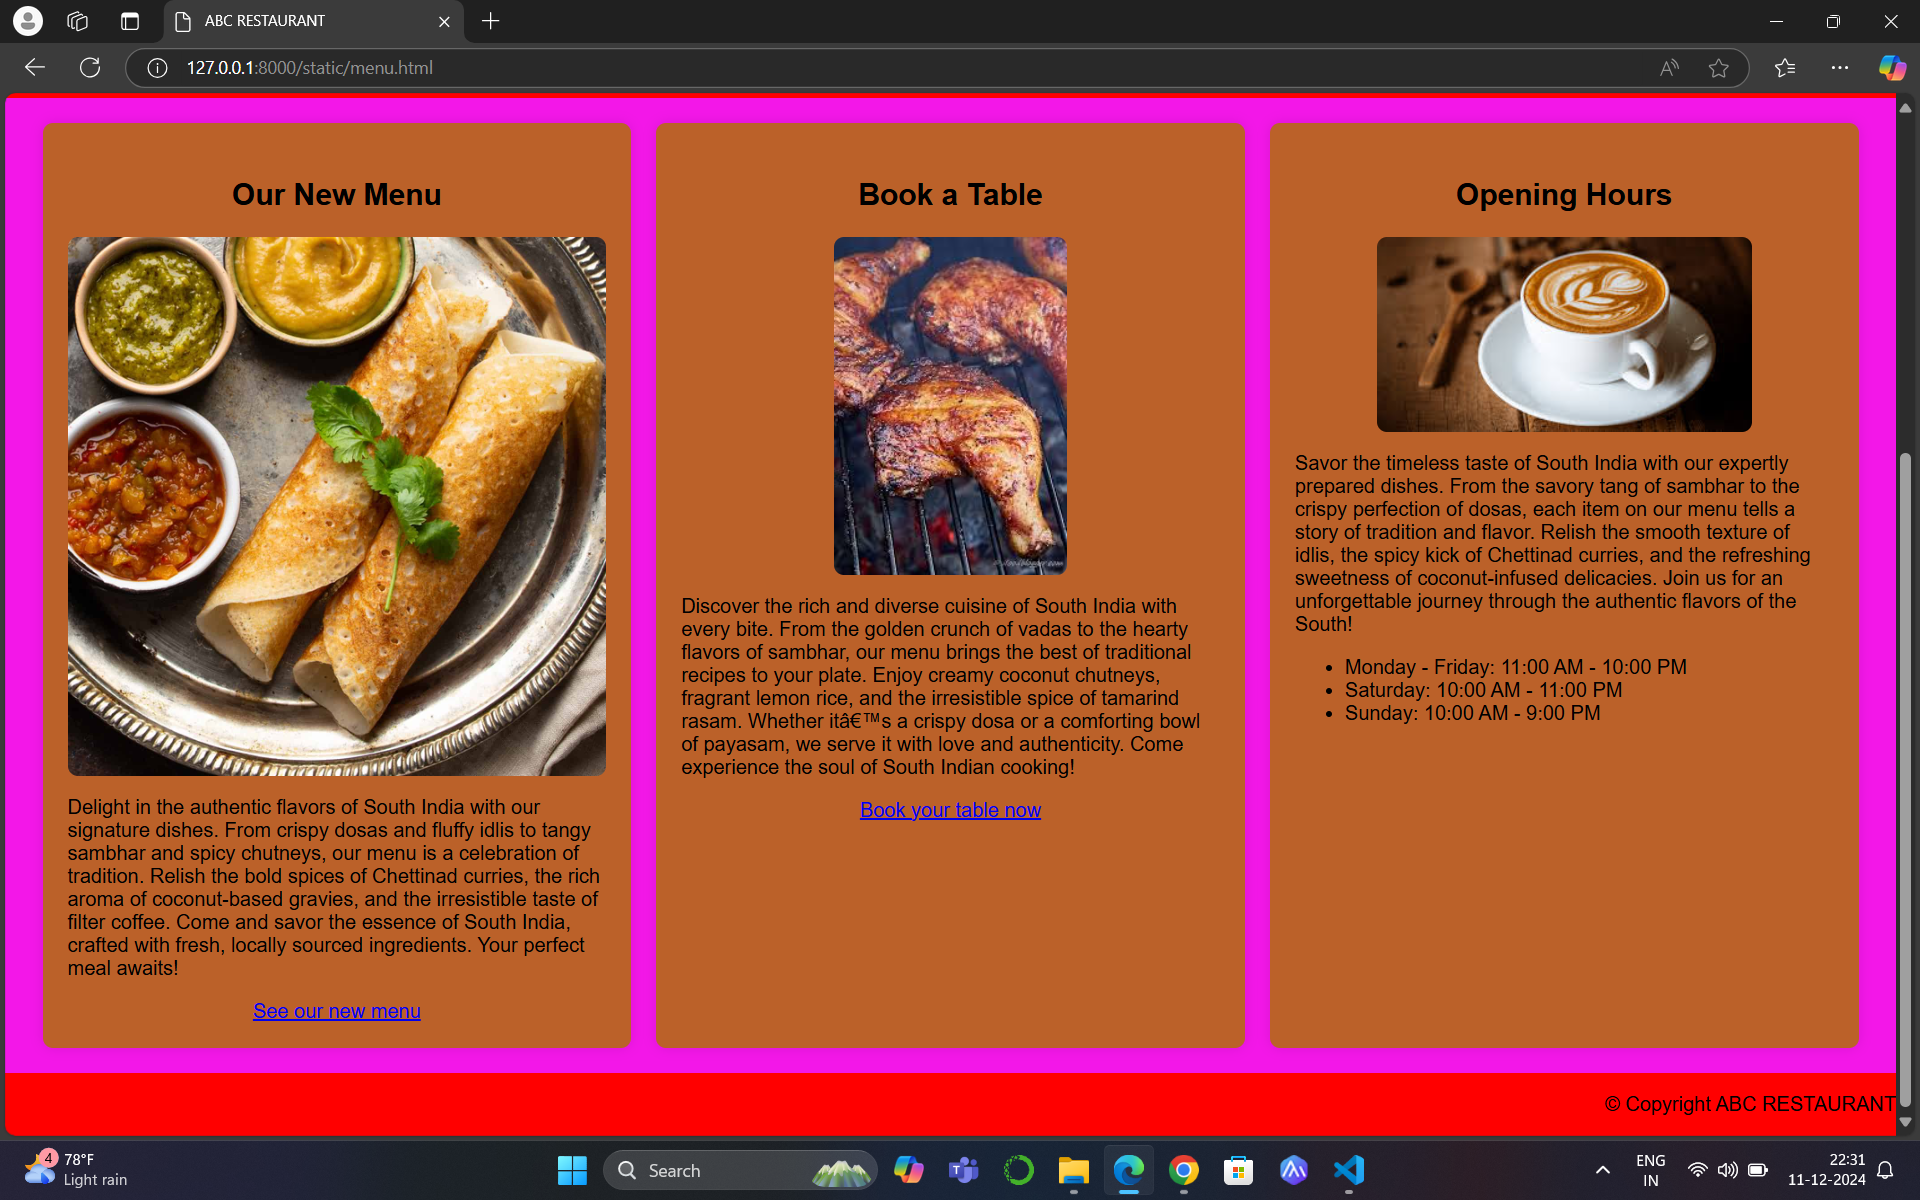 ABC RESTAURANT
127.0.0.1:8000/static/menu.html
Our New Menu
Delight in the authentic flavors of South India with our
signature dishes. From crispy dosas and fluffy idlis to tangy
sambhar and spicy chutneys, our menu is a celebration of
tradition. Relish the bold spices of Chettinad curries, the rich
aroma of coconut-based gravies, and the irresistible taste of
filter coffee. Come and savor the essence of South India,
crafted with fresh, locally sourced ingredients. Your perfect
meal awaits!
See our new menu
Book a Table
Discover the rich and diverse cuisine of South India with
every bite. From the golden crunch of vadas to the hearty
flavors of sambhar, our menu brings the best of traditional
recipes to your plate. Enjoy creamy coconut chutneys,
fragrant lemon rice, and the irresistible spice of tamarind
rasam. Whether itâ€™s a crispy dosa or a comforting bowl
of payasam, we serve it with love and authenticity. Come
experience the soul of South Indian cooking!
Book your table now
Opening Hours
Savor the timeless taste of South India with our expertly
prepared dishes. From the savory tang of sambhar to the
crispy perfection of dosas, each item on our menu tells a
story of tradition and flavor. Relish the smooth texture of
idlis, the spicy kick of Chettinad curries, and the refreshing
sweetness of coconut-infused delicacies. Join us for an
unforgettable journey through the authentic flavors of the
South!
• Monday - Friday: 11:00 AM - 10:00 PM
• Saturday: 10:00 AM - 11:00 PM
• Sunday: 10:00 AM - 9:00 PM
© Copyright ABC RESTAURANT
4
78°F
Light rain
Search
ENG
IN
22:31
11-12-2024